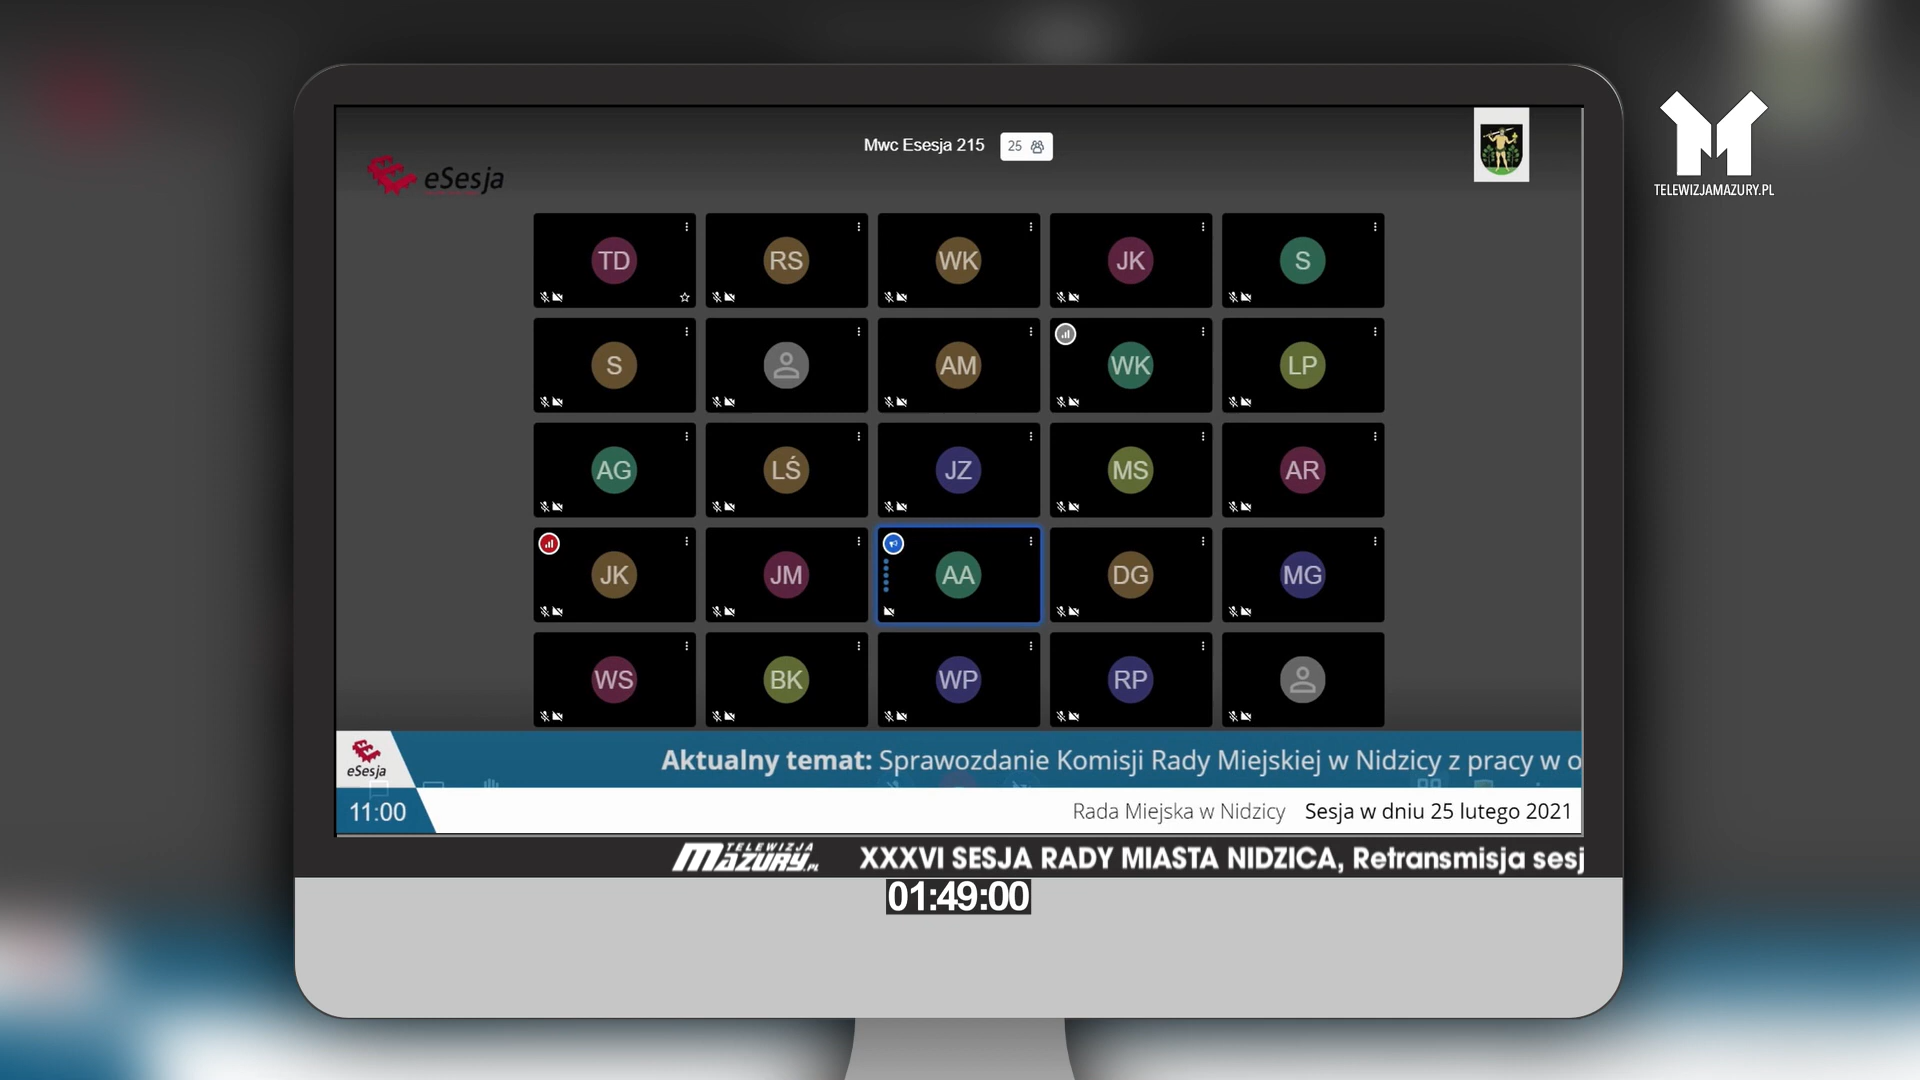 Mwc Esesja 215 25
eSesja
TELEWIZJAMAZURY.PL
TD RS WK JK S
S AM WK LP
AG LŚ JZ MS AR
JK JM AA DG MG
WS BK WP RP
Aktualny temat: Sprawozdanie Komisji Rady Miejskiej w Nidzicy z pracy w o
eSesja
11:00 Rada Miejska w Nidzicy Sesja w dniu 25 lutego 2021
TELEWIZJA MAZURY.PL XXXVI SESJA RADY MIASTA NIDZICA, Retransmisja sesj
01:49:00